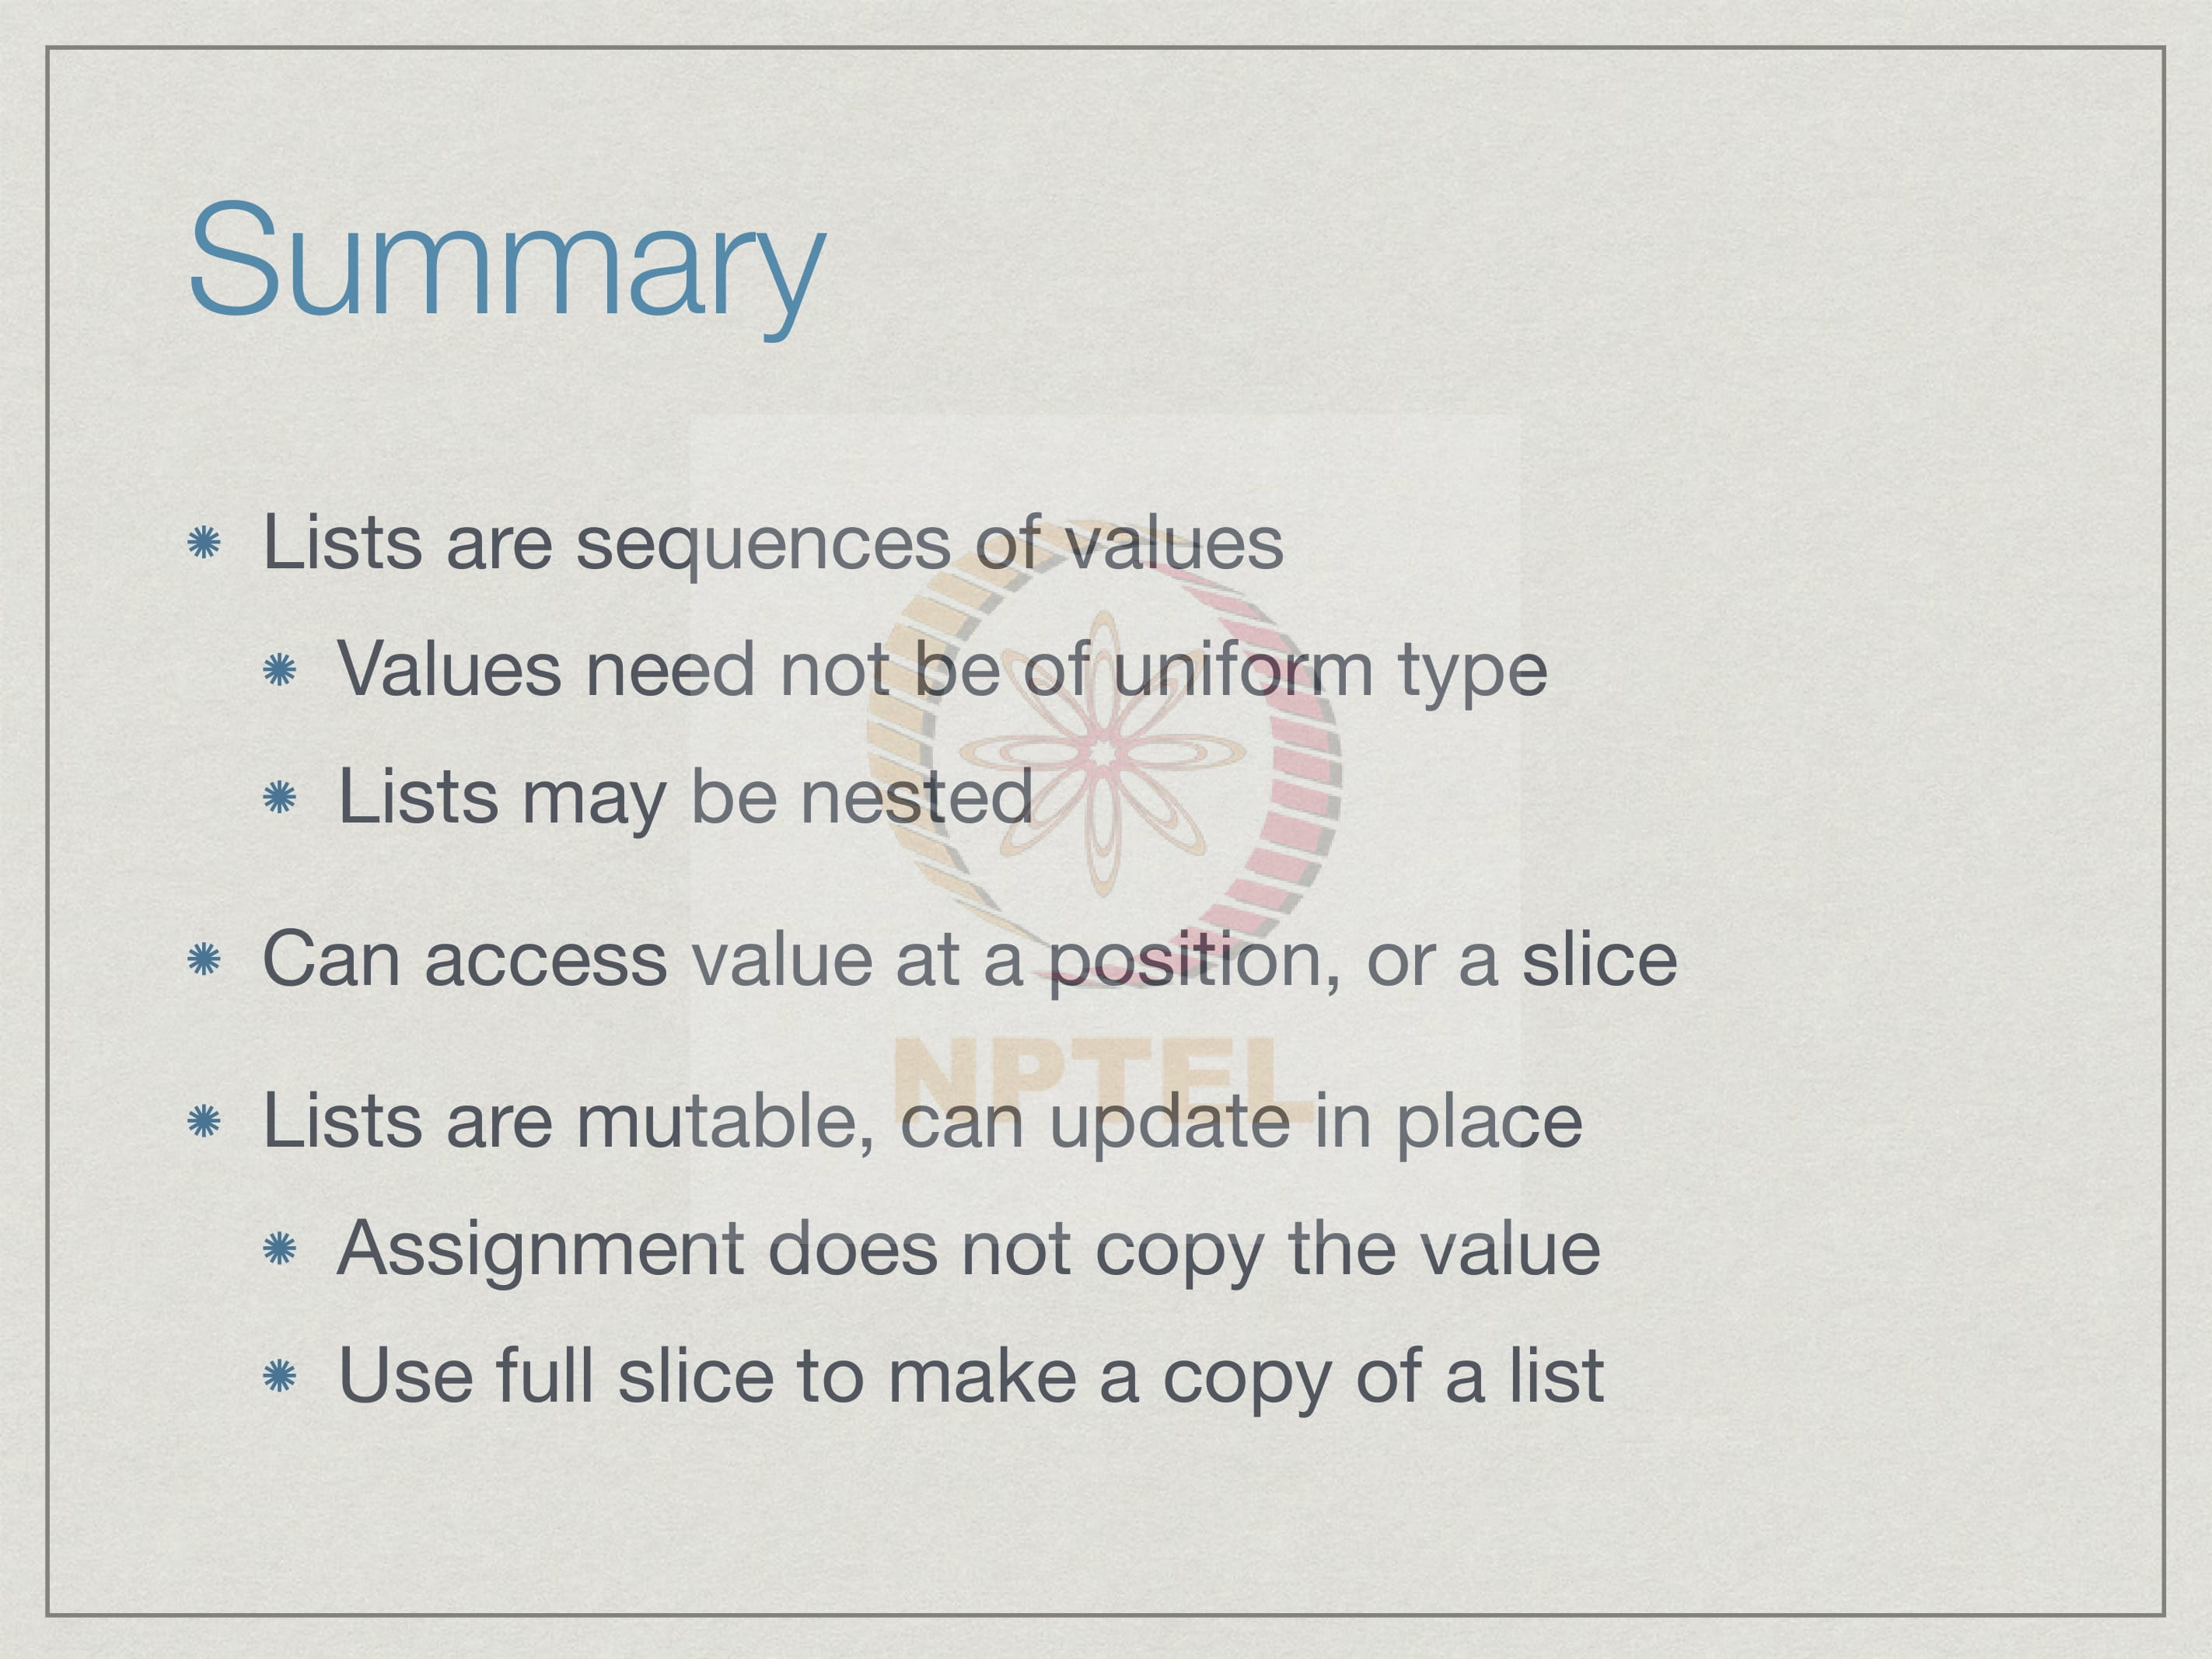 Summary
Lists are sequences of values
Values need not be of uniform type
Lists may be nested
Can access value at a position, or a slice
NPTEL
Lists are mutable, can update in place
Assignment does not copy the value
Use full slice to make a copy of a list